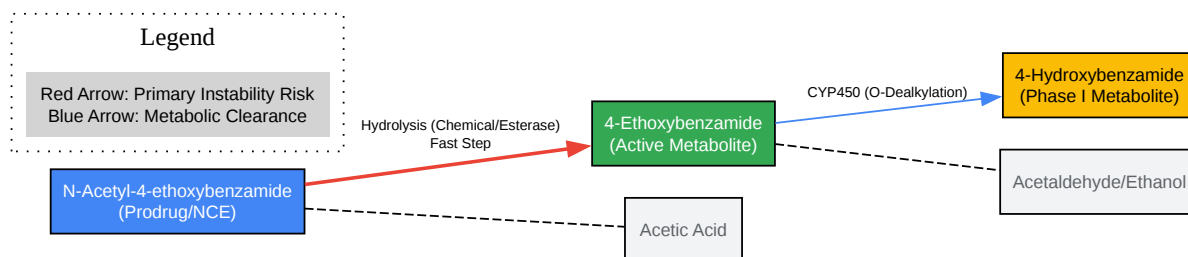 Legend
Red Arrow: Primary Instability Risk
Blue Arrow: Metabolic Clearance
N-Acetyl-4-ethoxybenzamide
(Prodrug/NCE)
Hydrolysis (Chemical/Esterase)
Fast Step
Acetic Acid
4-Ethoxybenzamide
(Active Metabolite)
CYP450 (O-Dealkylation)
4-Hydroxybenzamide
(Phase I Metabolite)
Acetaldehyde/Ethanol